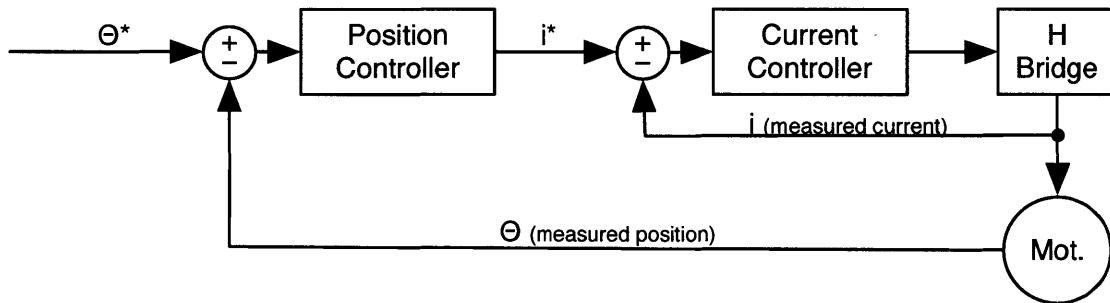 Θ*
+
−
Position
Controller
i*
+
−
Current
Controller
H
Bridge
i (measured current)
Θ (measured position)
Mot.